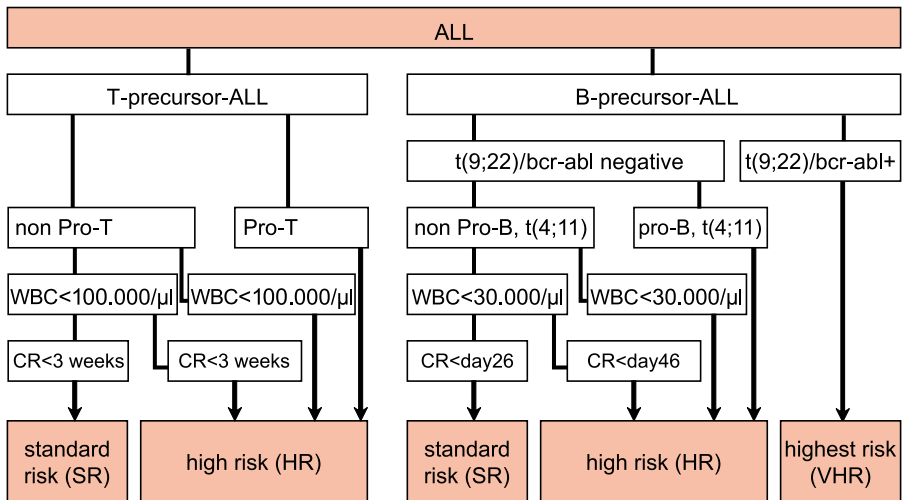 ALL
T-precursor-ALL
B-precursor-ALL
t(9;22)/bcr-abl negative
t(9;22)/bcr-abl+
non Pro-T
Pro-T
non Pro-B, t(4;11)
pro-B, t(4;11)
WBC<100.000/µl
WBC<100.000/µl
WBC<30.000/µl
WBC<30.000/µl
CR<3 weeks
CR<3 weeks
CR<day26
CR<day46
standard
risk (SR)
high risk (HR)
standard
risk (SR)
high risk (HR)
highest risk
(VHR)